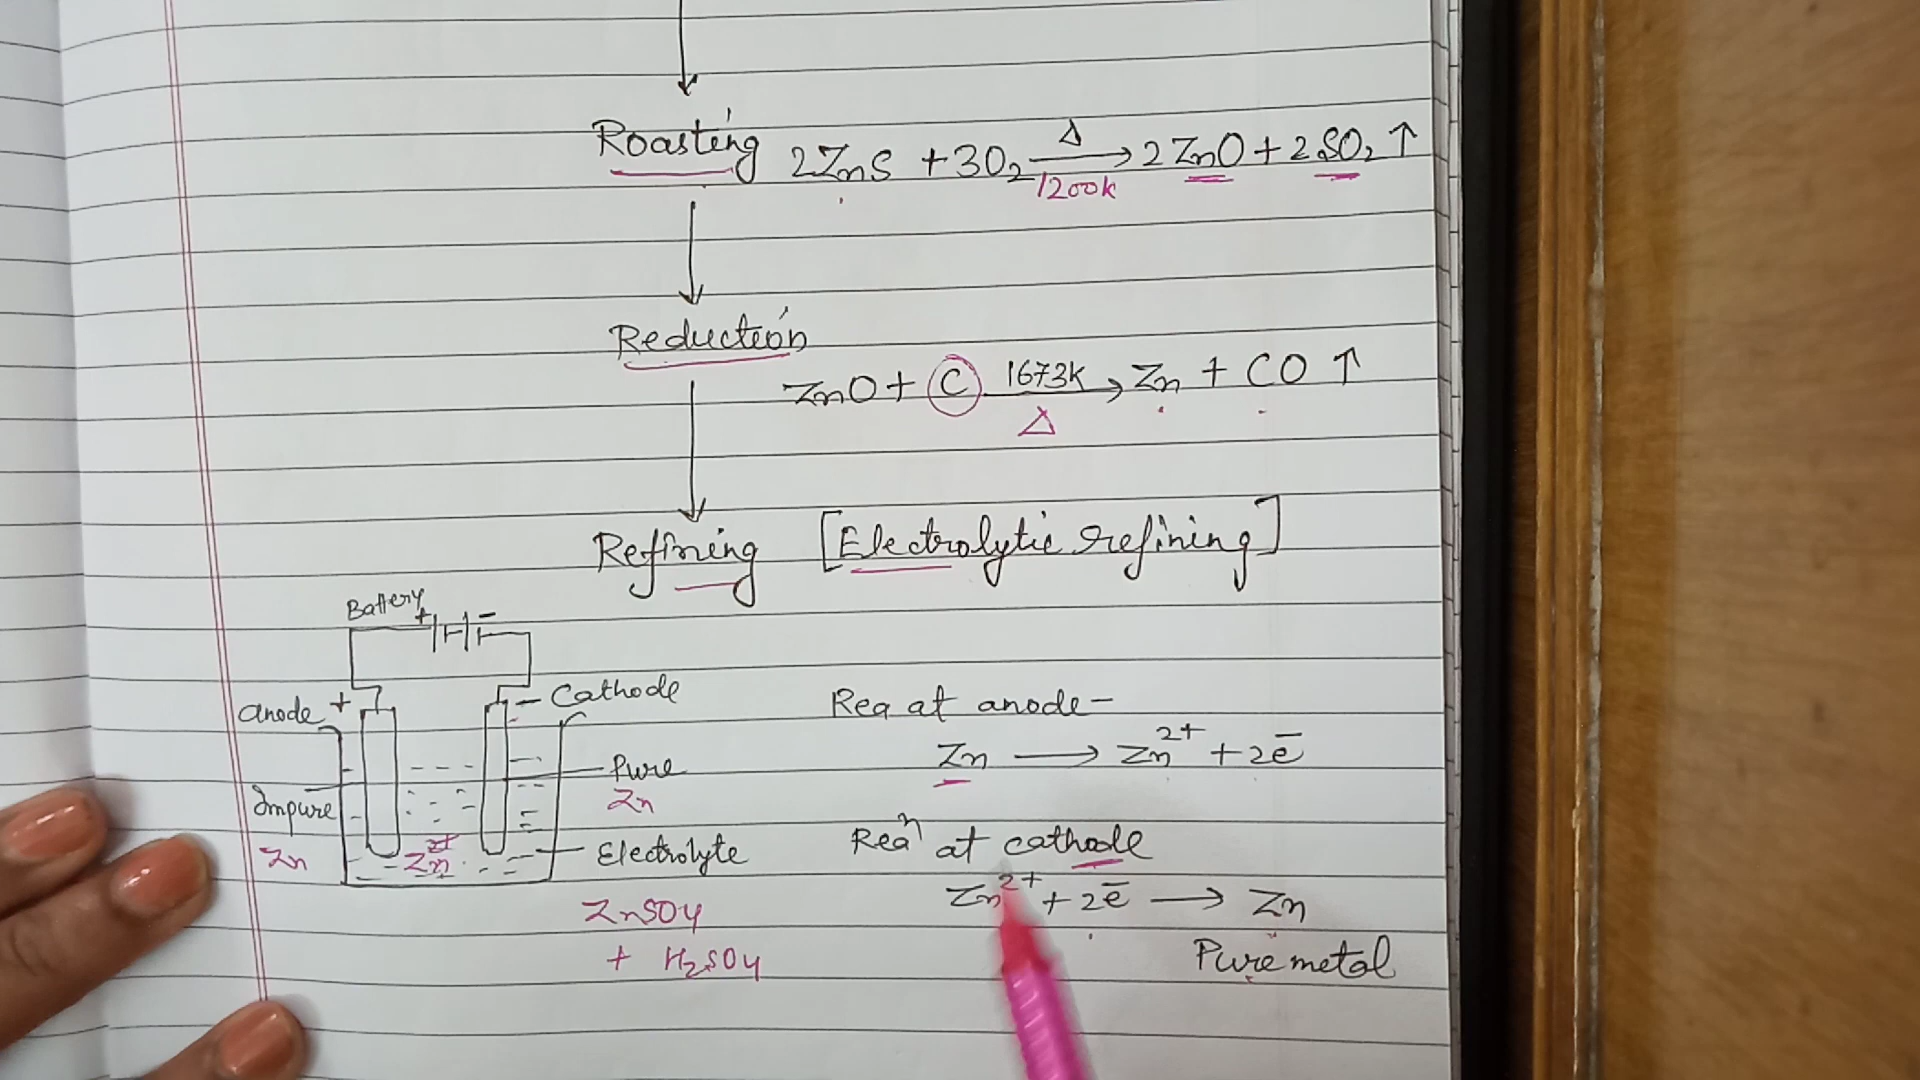 Roasting 2ZnS + 3O₂ —Δ→ 2ZnO + 2SO₂ ↑
1200k
Reduction
ZnO + C —1673k→ Zn + CO ↑
Δ
Refining [Electrolytic refining]
Battery
+ −
anode + − Cathode
Rea at anode −
Zn ⟶ Zn²⁺ + 2e⁻
Pure
Zn
Impure
Zn
Zn²⁺
Electrolyte
ZnSO4
+ H₂SO4
Reaⁿ at cathode
Zn²⁺ + 2e⁻ ⟶ Zn
Pure metal